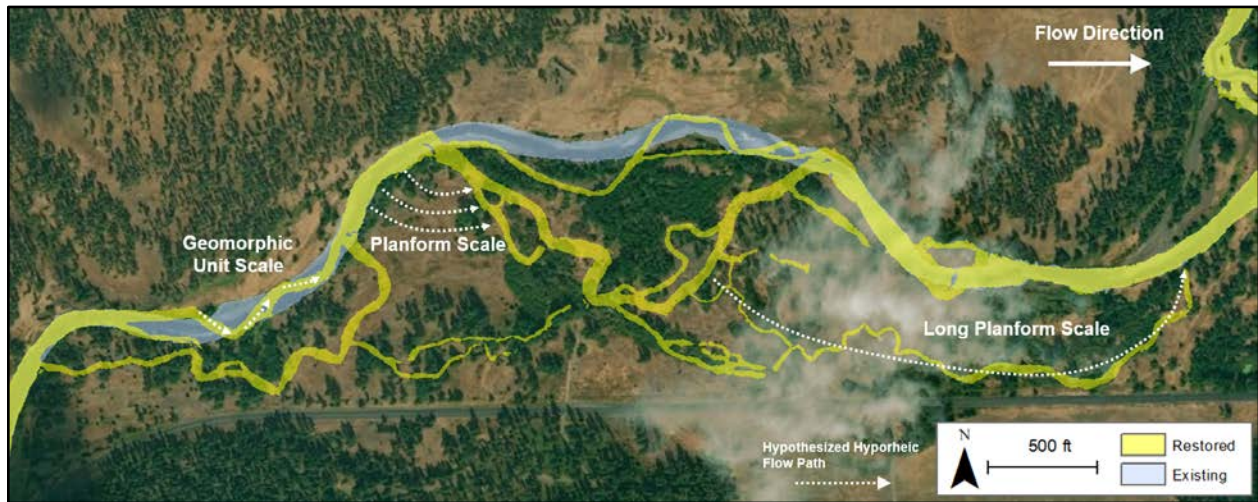 Flow Direction
Geomorphic
Unit Scale
Planform Scale
Long Planform Scale
Hypothesized Hyporheic
Flow Path
N
500 ft
Restored
Existing